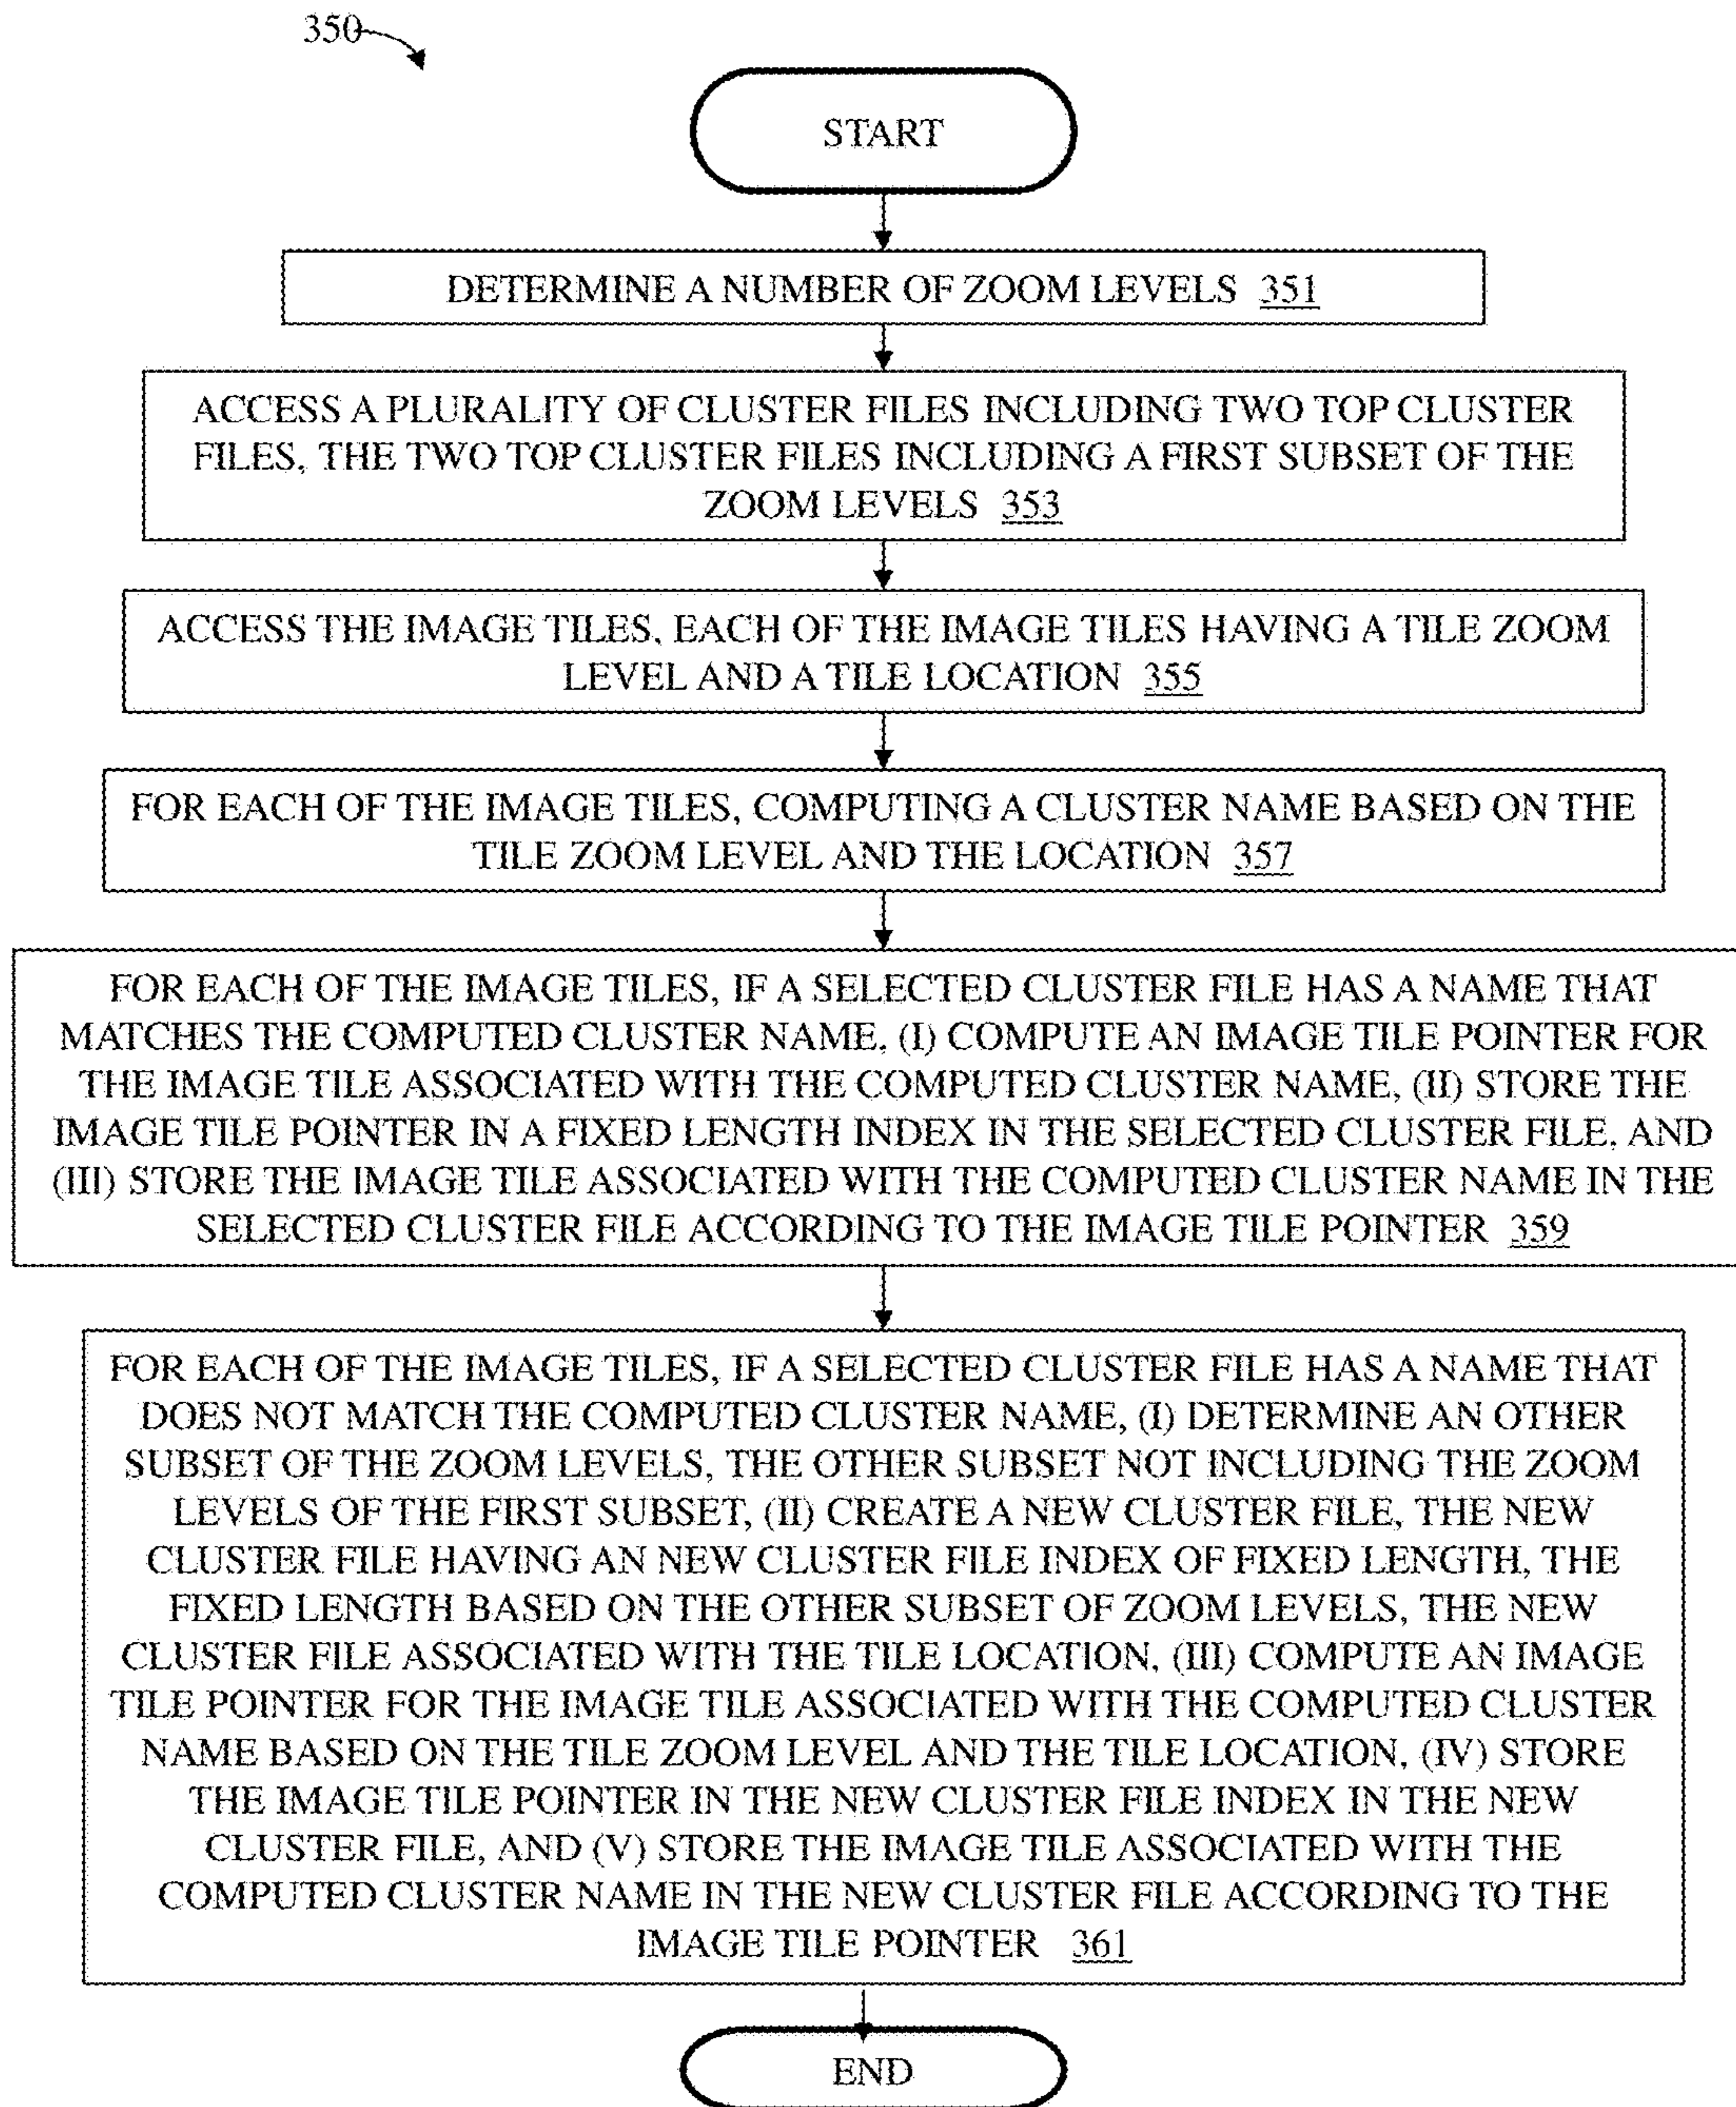 350
START
DETERMINE A NUMBER OF ZOOM LEVELS 351
ACCESS A PLURALITY OF CLUSTER FILES INCLUDING TWO TOP CLUSTER
FILES, THE TWO TOP CLUSTER FILES INCLUDING A FIRST SUBSET OF THE
ZOOM LEVELS 353
ACCESS THE IMAGE TILES, EACH OF THE IMAGE TILES HAVING A TILE ZOOM
LEVEL AND A TILE LOCATION 355
FOR EACH OF THE IMAGE TILES, COMPUTING A CLUSTER NAME BASED ON THE
TILE ZOOM LEVEL AND THE LOCATION 357
FOR EACH OF THE IMAGE TILES, IF A SELECTED CLUSTER FILE HAS A NAME THAT
MATCHES THE COMPUTED CLUSTER NAME, (I) COMPUTE AN IMAGE TILE POINTER FOR
THE IMAGE TILE ASSOCIATED WITH THE COMPUTED CLUSTER NAME, (II) STORE THE
IMAGE TILE POINTER IN A FIXED LENGTH INDEX IN THE SELECTED CLUSTER FILE, AND
(III) STORE THE IMAGE TILE ASSOCIATED WITH THE COMPUTED CLUSTER NAME IN THE
SELECTED CLUSTER FILE ACCORDING TO THE IMAGE TILE POINTER 359
FOR EACH OF THE IMAGE TILES, IF A SELECTED CLUSTER FILE HAS A NAME THAT
DOES NOT MATCH THE COMPUTED CLUSTER NAME, (I) DETERMINE AN OTHER
SUBSET OF THE ZOOM LEVELS, THE OTHER SUBSET NOT INCLUDING THE ZOOM
LEVELS OF THE FIRST SUBSET, (II) CREATE A NEW CLUSTER FILE, THE NEW
CLUSTER FILE HAVING AN NEW CLUSTER FILE INDEX OF FIXED LENGTH, THE
FIXED LENGTH BASED ON THE OTHER SUBSET OF ZOOM LEVELS, THE NEW
CLUSTER FILE ASSOCIATED WITH THE TILE LOCATION, (III) COMPUTE AN IMAGE
TILE POINTER FOR THE IMAGE TILE ASSOCIATED WITH THE COMPUTED CLUSTER
NAME BASED ON THE TILE ZOOM LEVEL AND THE TILE LOCATION, (IV) STORE
THE IMAGE TILE POINTER IN THE NEW CLUSTER FILE INDEX IN THE NEW
CLUSTER FILE, AND (V) STORE THE IMAGE TILE ASSOCIATED WITH THE
COMPUTED CLUSTER NAME IN THE NEW CLUSTER FILE ACCORDING TO THE
IMAGE TILE POINTER 361
END